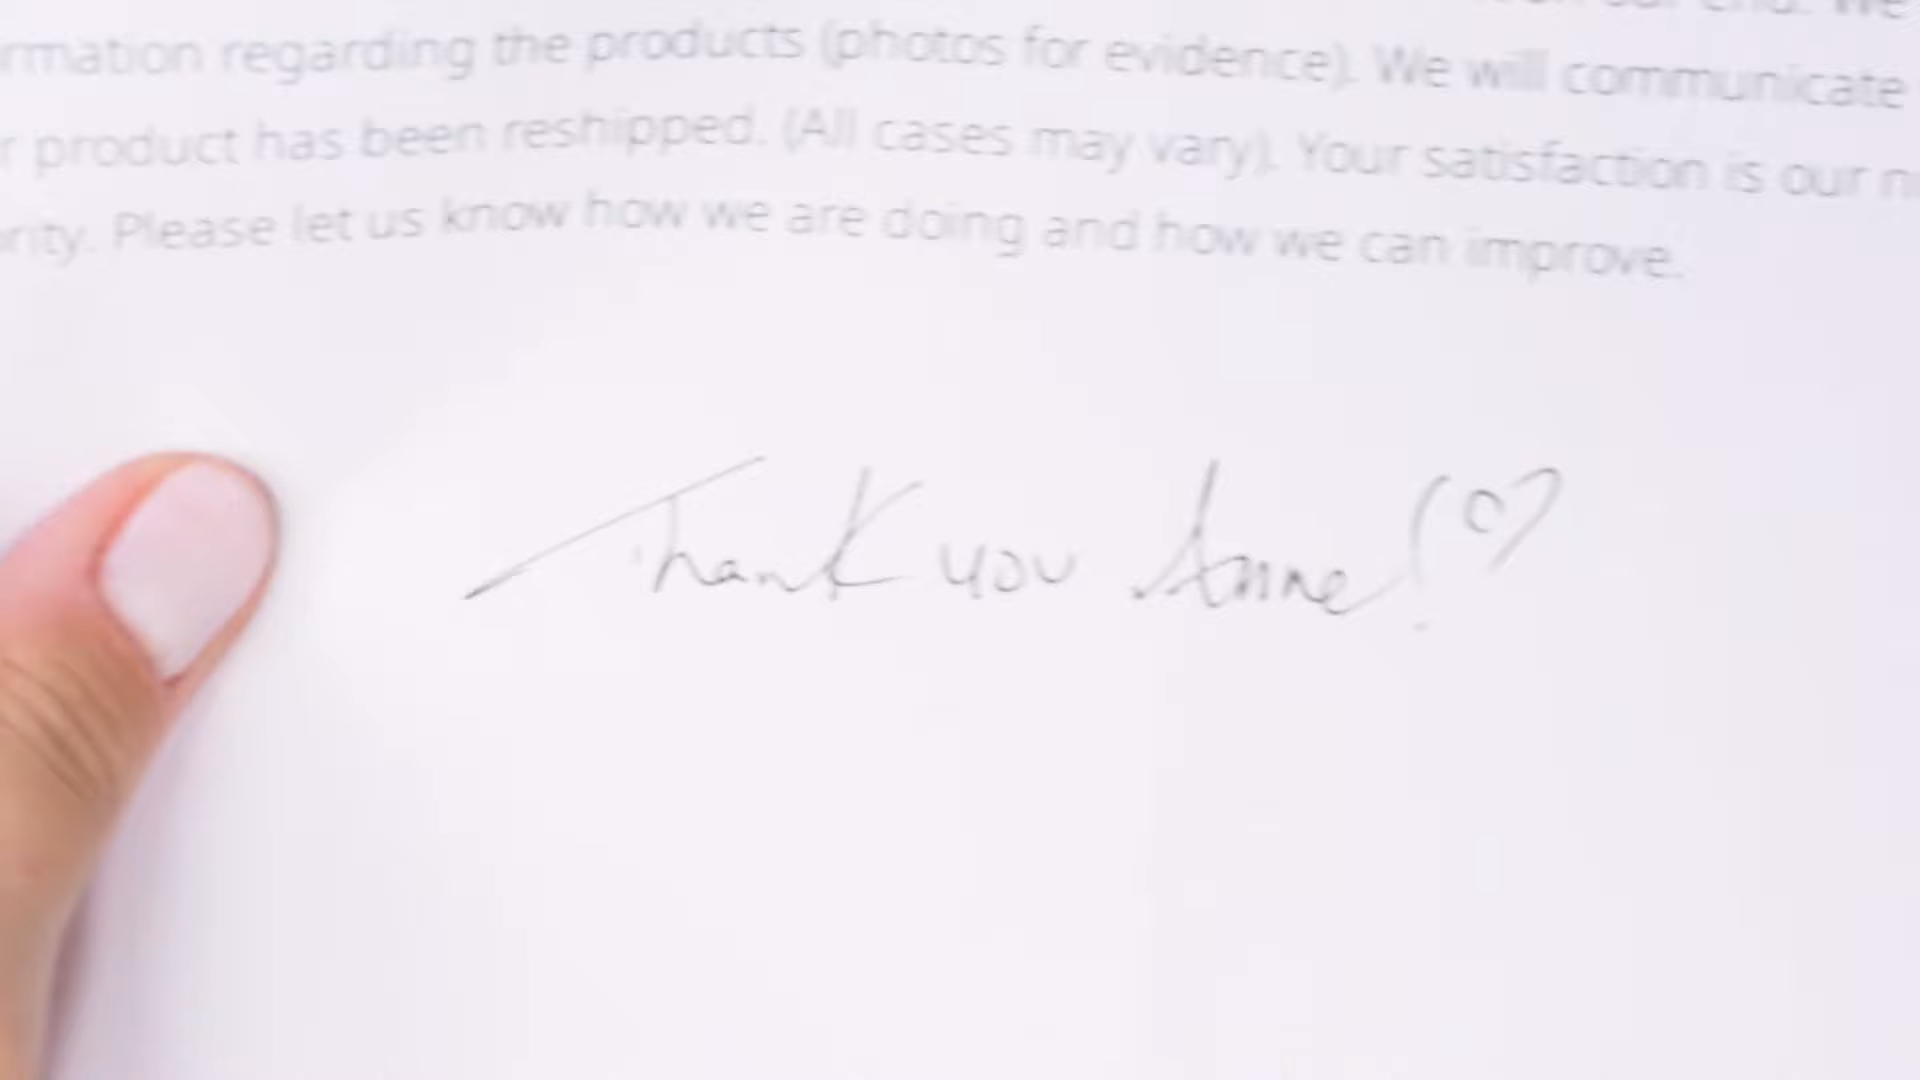 We
rmation regarding the products (photos for evidence). We will communicate
r product has been reshipped. (All cases may vary). Your satisfaction is our n
ority. Please let us know how we are doing and how we can improve.
Thank you Anne!